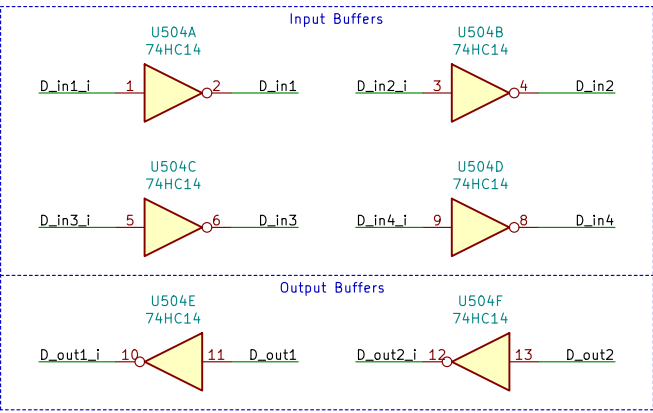 Input Buffers
U504A
74HC14
D_in1_i 1 2 D_in1
U504B
74HC14
D_in2_i 3 4 D_in2
U504C
74HC14
D_in3_i 5 6 D_in3
U504D
74HC14
D_in4_i 9 8 D_in4
Output Buffers
U504E
74HC14
D_out1_i 10 11 D_out1
U504F
74HC14
D_out2_i 12 13 D_out2